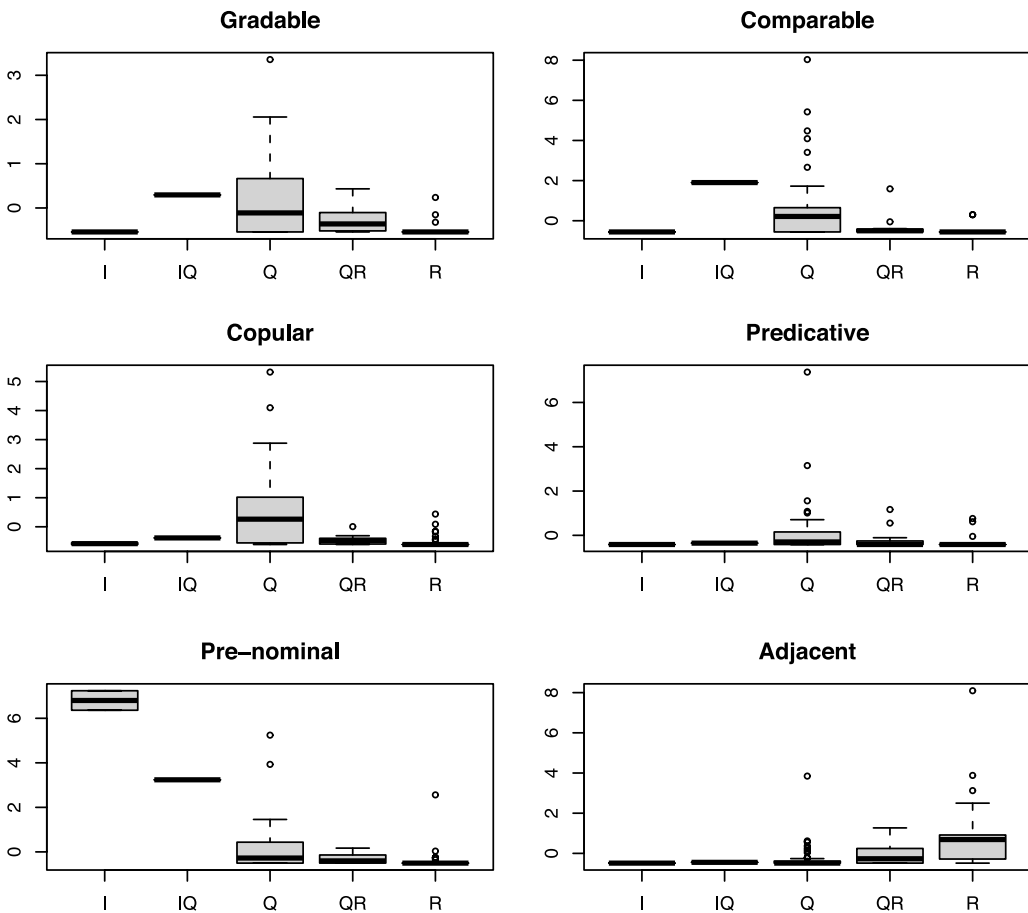 Gradable
3
2
1
0
I IQ Q QR R
Comparable
8
6
4
2
0
I IQ Q QR R
Copular
5
4
3
2
1
0
I IQ Q QR R
Predicative
6
4
2
0
I IQ Q QR R
Pre−nominal
6
4
2
0
I IQ Q QR R
Adjacent
8
6
4
2
0
I IQ Q QR R